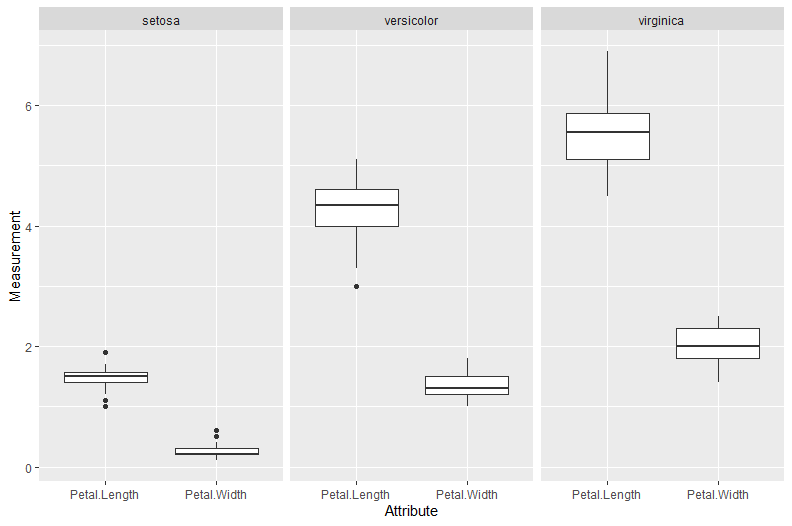 setosa versicolor virginica
Measurement
6
4
2
0
Petal.Length Petal.Width Petal.Length Petal.Width Petal.Length Petal.Width
Attribute